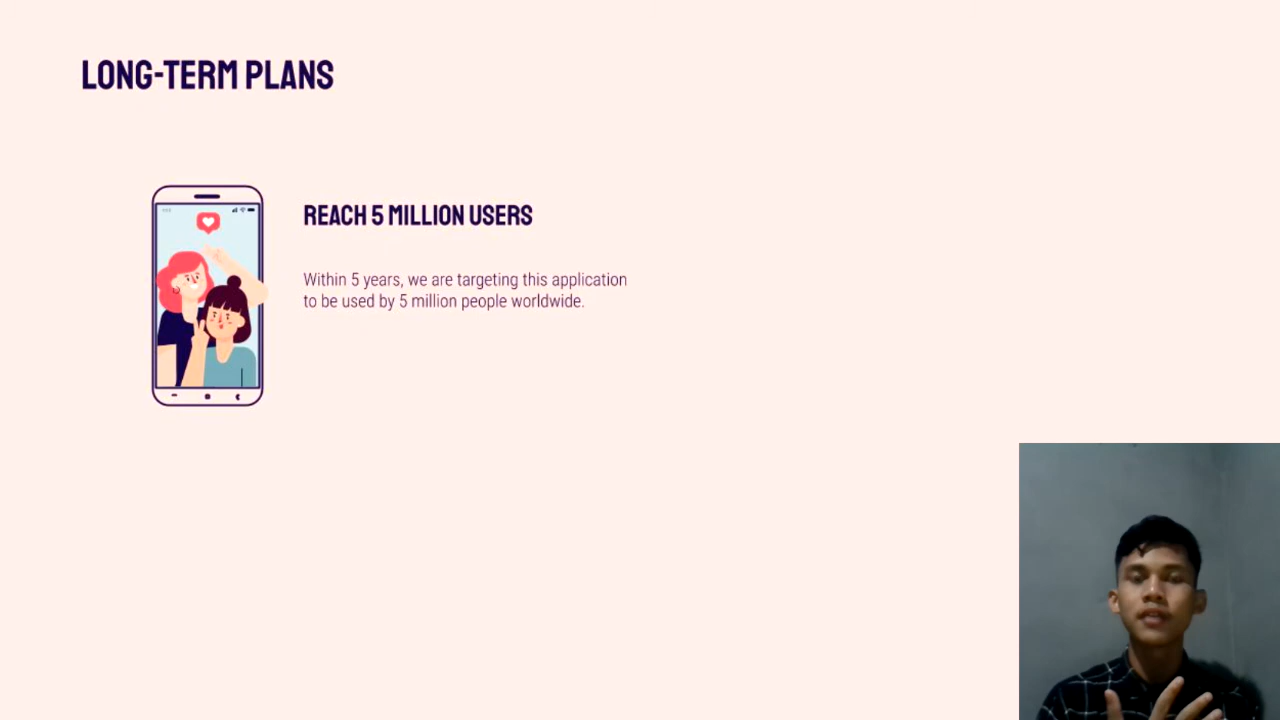 LONG-TERM PLANS
REACH 5 MILLION USERS
Within 5 years, we are targeting this application
to be used by 5 million people worldwide.